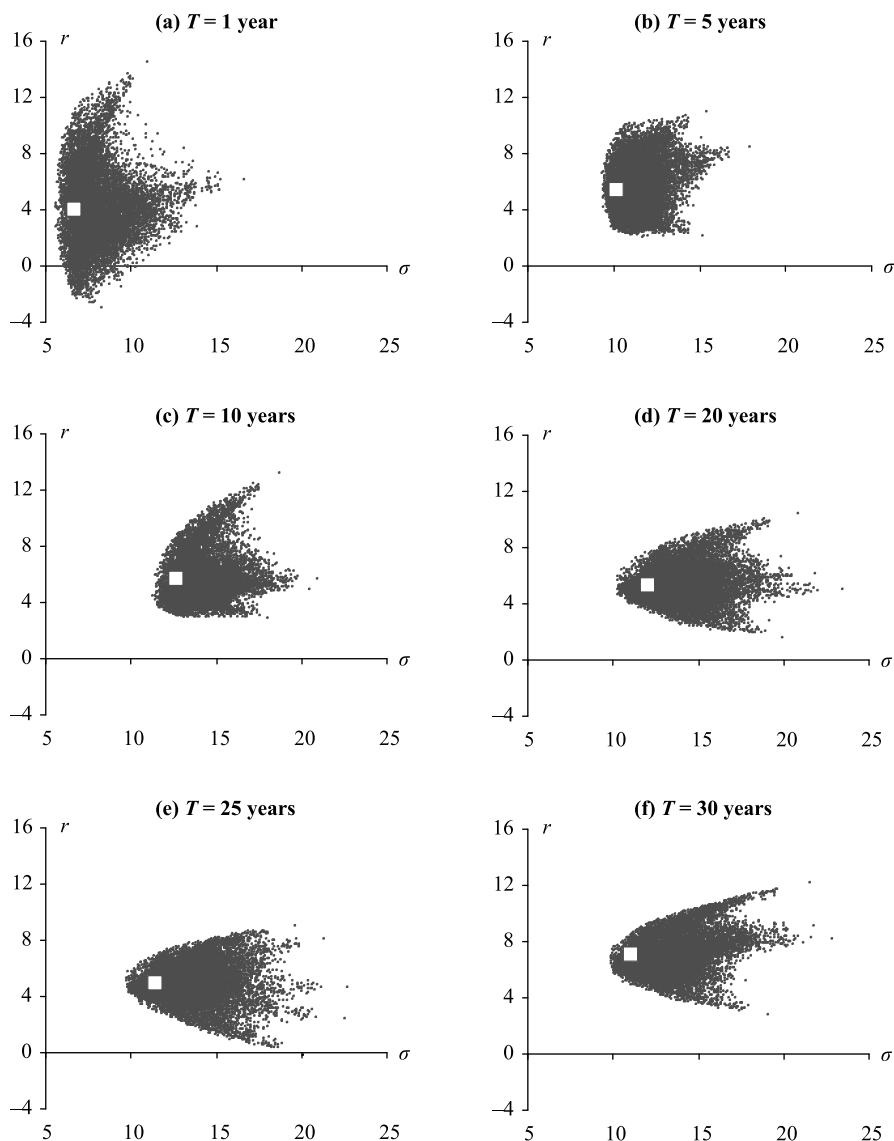 (a) T = 1 year
r
16
12
8
4
0
σ
–4
5 10 15 20 25
(b) T = 5 years
r
16
12
8
4
0
σ
–4
5 10 15 20 25
(c) T = 10 years
r
16
12
8
4
0
σ
–4
5 10 15 20 25
(d) T = 20 years
r
16
12
8
4
0
σ
–4
5 10 15 20 25
(e) T = 25 years
r
16
12
8
4
0
σ
–4
5 10 15 20 25
(f) T = 30 years
r
16
12
8
4
0
σ
–4
5 10 15 20 25